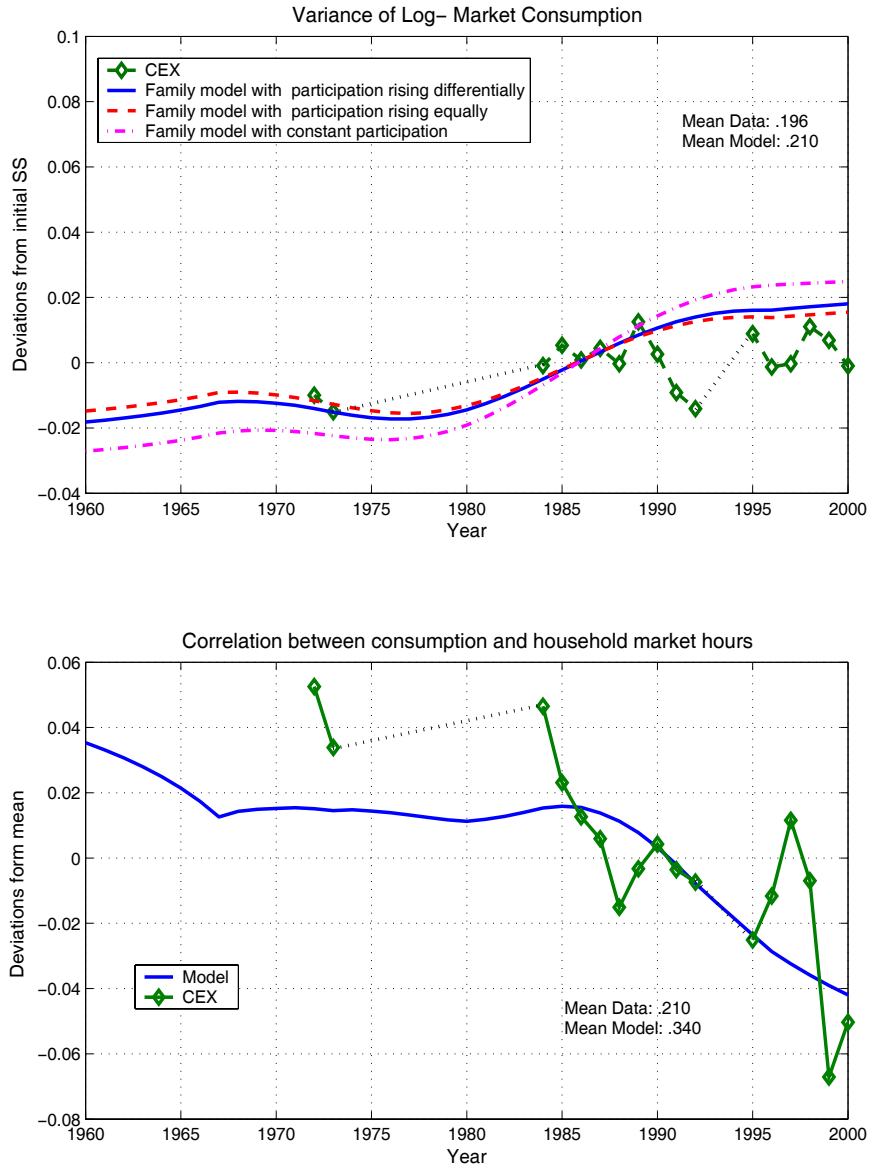 Variance of Log− Market Consumption
0.1
0.08
0.06
0.04
0.02
0
−0.02
−0.04
Deviations from initial SS
CEX
Family model with participation rising differentially
Family model with participation rising equally
Family model with constant participation
Mean Data: .196
Mean Model: .210
1960 1965 1970 1975 1980 1985 1990 1995 2000
Year
Correlation between consumption and household market hours
0.06
0.04
0.02
0
−0.02
−0.04
−0.06
−0.08
Deviations form mean
Model
CEX
Mean Data: .210
Mean Model: .340
1960 1965 1970 1975 1980 1985 1990 1995 2000
Year